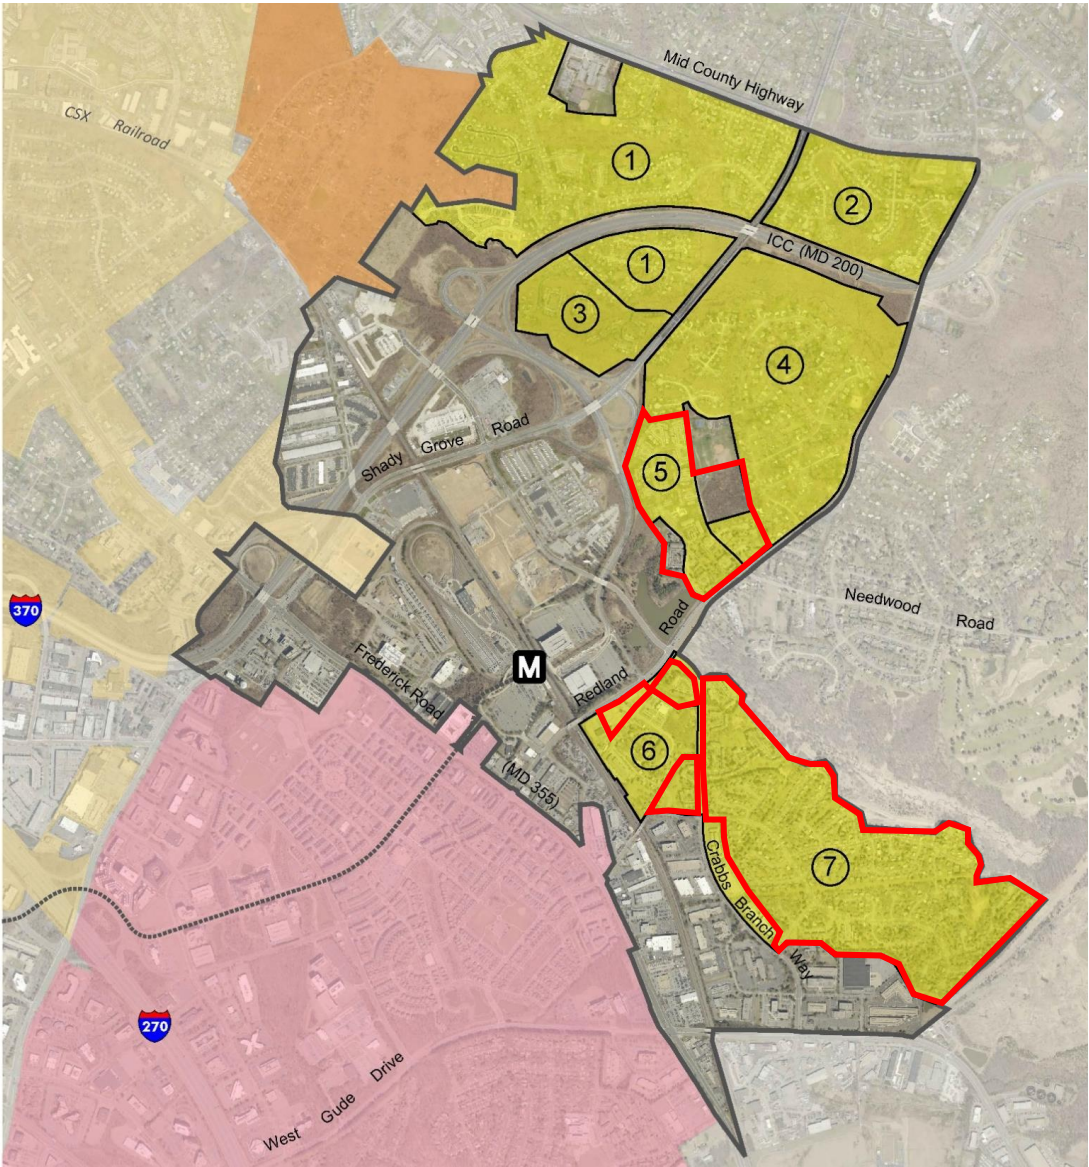 Mid County Highway
CSX Railroad
1
2
ICC (MD 200)
1
3
4
Shady Grove Road
5
370
Needwood Road
Road
Frederick Road
M
Redland
6
(MD 355)
7
Crabbs Branch Way
270
West Gude Drive